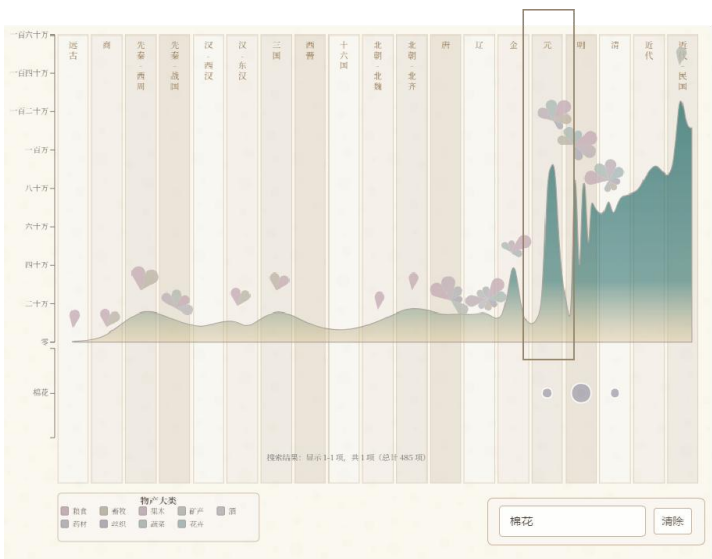 一百六十万
一百四十万
一百二十万
一百万
八十万
六十万
四十万
二十万
零
远古
商
先秦·西周
先秦·战国
汉·西汉
汉·东汉
三国
西晋
十六国
北朝·北魏
北朝·北齐
唐
辽
金
元
明
清
近代
近代·民国
棉花
搜索结果: 显示 1-1 项, 共 1 项 (总计 485 项)
物产大类
粮食 畜牧 果木 矿产 酒
药材 纺织 蔬菜 花卉
棉花 清除